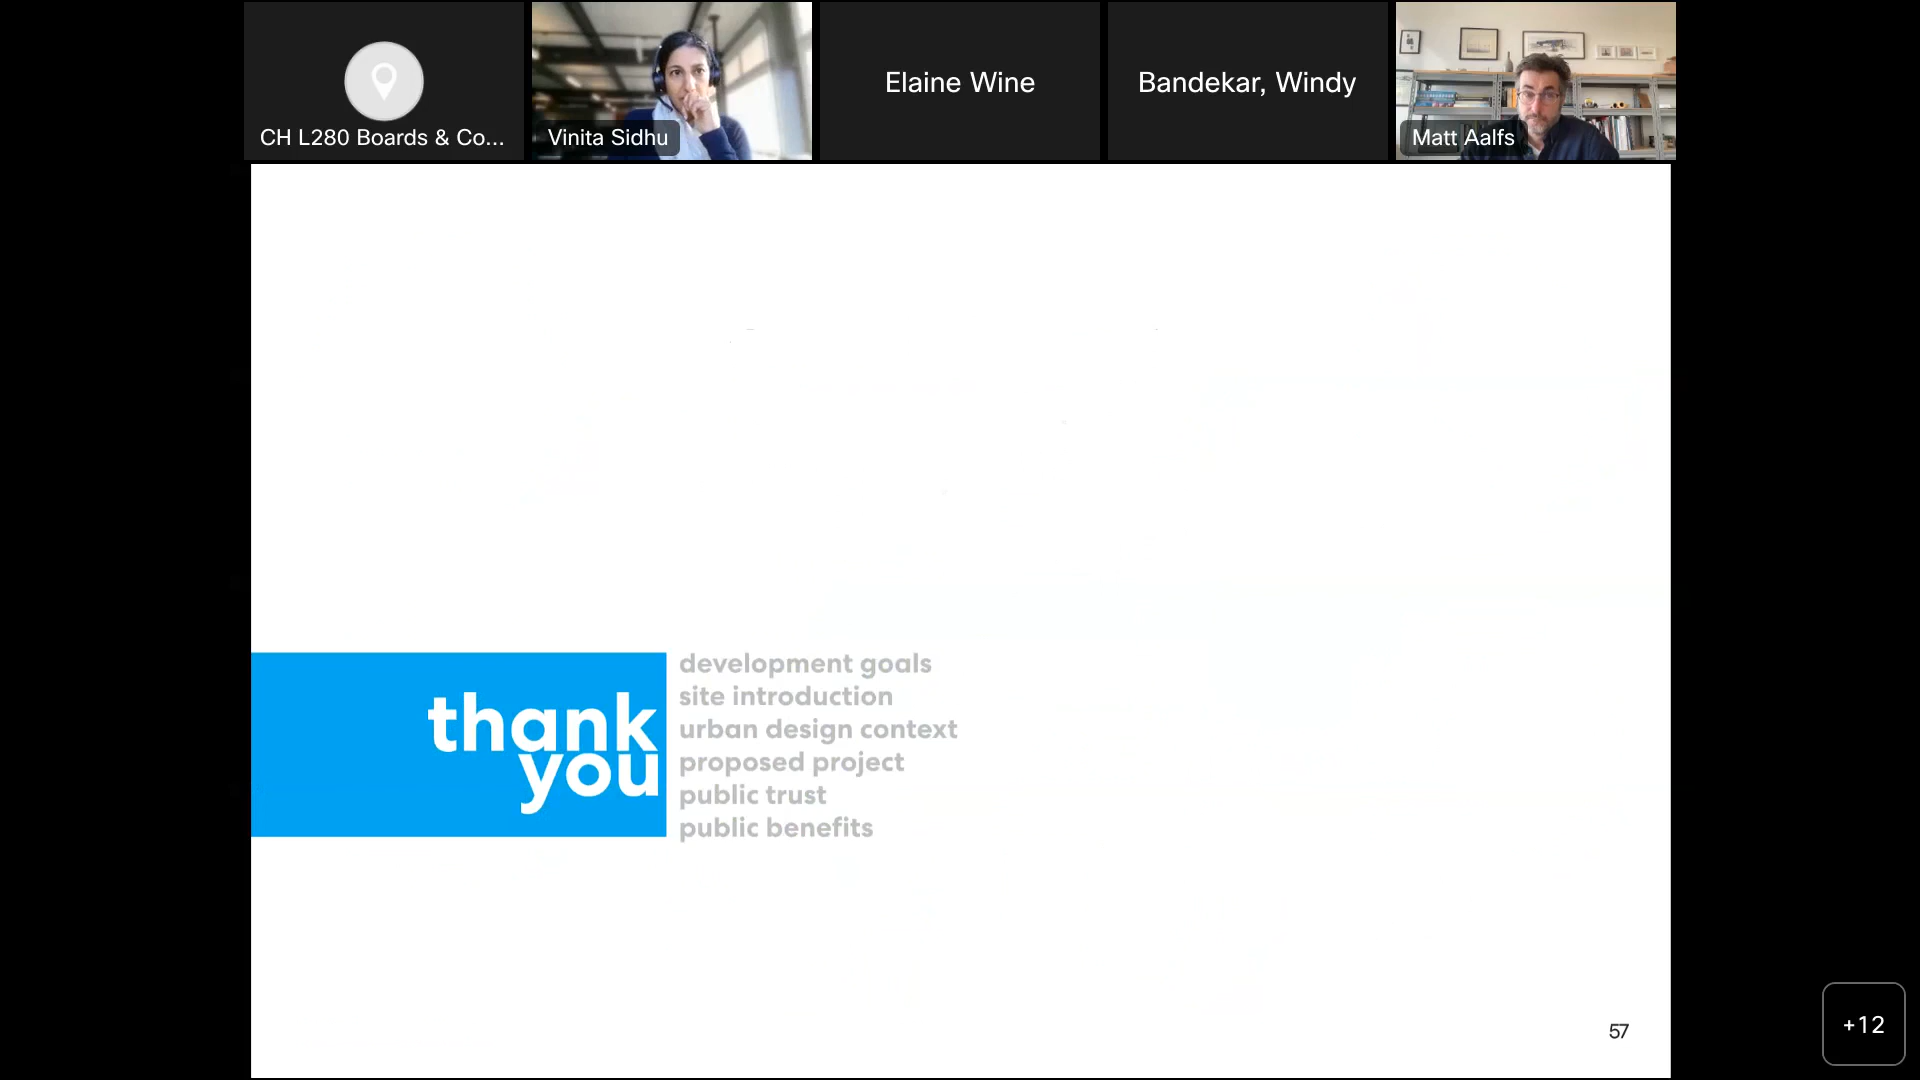 CH L280 Boards & Co...
Vinita Sidhu
Elaine Wine
Bandekar, Windy
Matt Aalfs
thank
you
development goals
site introduction
urban design context
proposed project
public trust
public benefits
57
+12